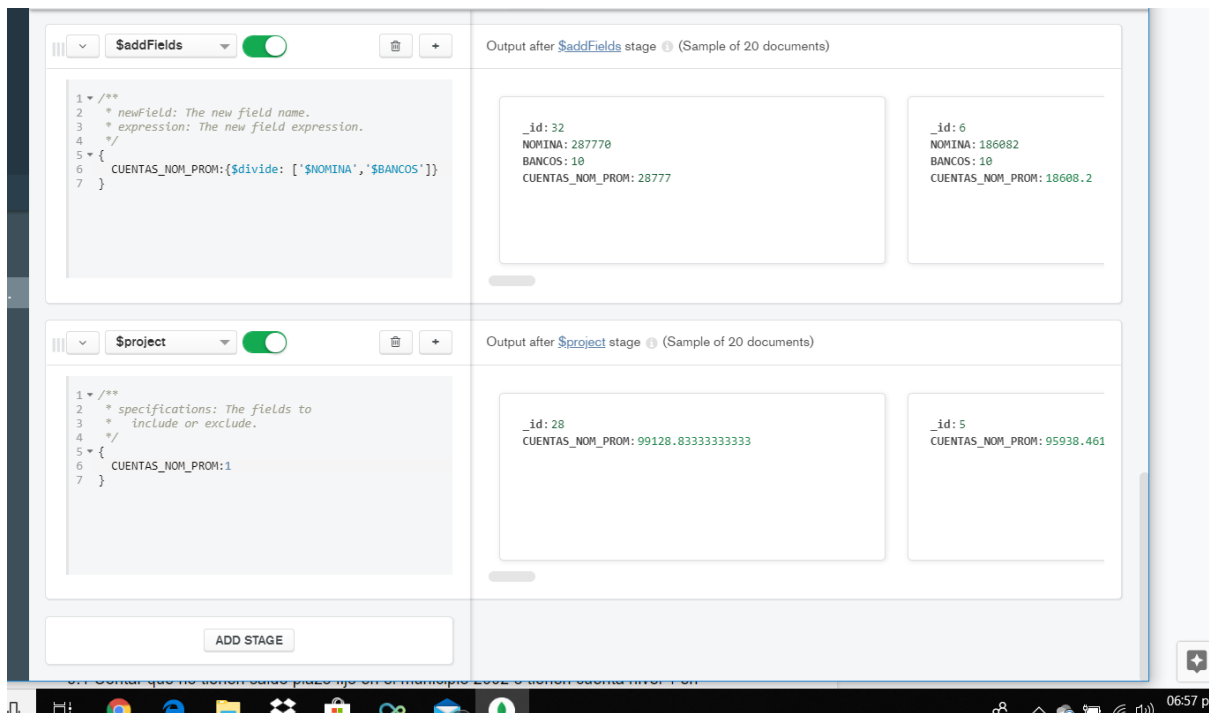 $addFields
+
Output after $addFields stage (Sample of 20 documents)
1 /**
2 * newField: The new field name.
3 * expression: The new field expression.
4 */
5 {
6 CUENTAS_NOM_PROM:{$divide: ['$NOMINA','$BANCOS']}
7 }
_id:32
NOMINA:287770
BANCOS:10
CUENTAS_NOM_PROM:28777
_id:6
NOMINA:186082
BANCOS:10
CUENTAS_NOM_PROM:18608.2
$project
+
Output after $project stage (Sample of 20 documents)
1 /**
2 * specifications: The fields to
3 * include or exclude.
4 */
5 {
6 CUENTAS_NOM_PROM:1
7 }
_id:28
CUENTAS_NOM_PROM:99128.83333333333
_id:5
CUENTAS_NOM_PROM:95938.461
ADD STAGE
06:57 p